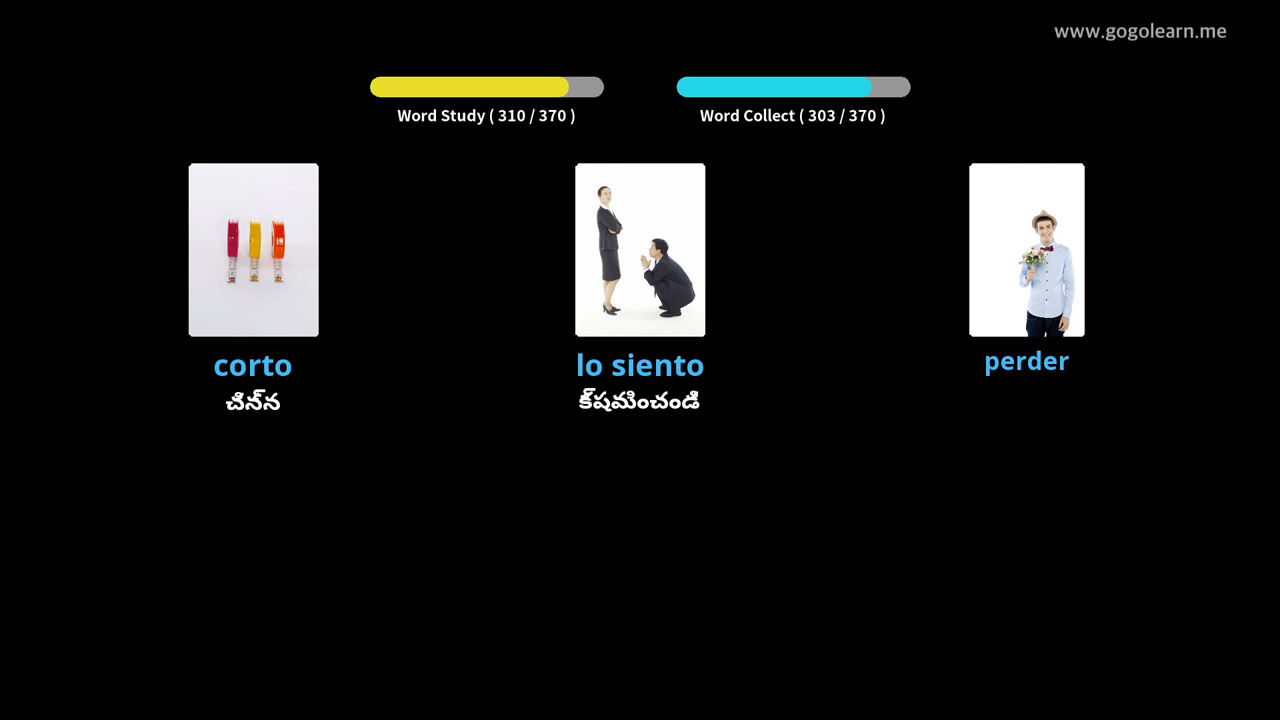 www.gogolearn.me
Word Study ( 310 / 370 )
Word Collect ( 303 / 370 )
corto
lo siento
perder
చిన్‌న
క్‌షమించండి